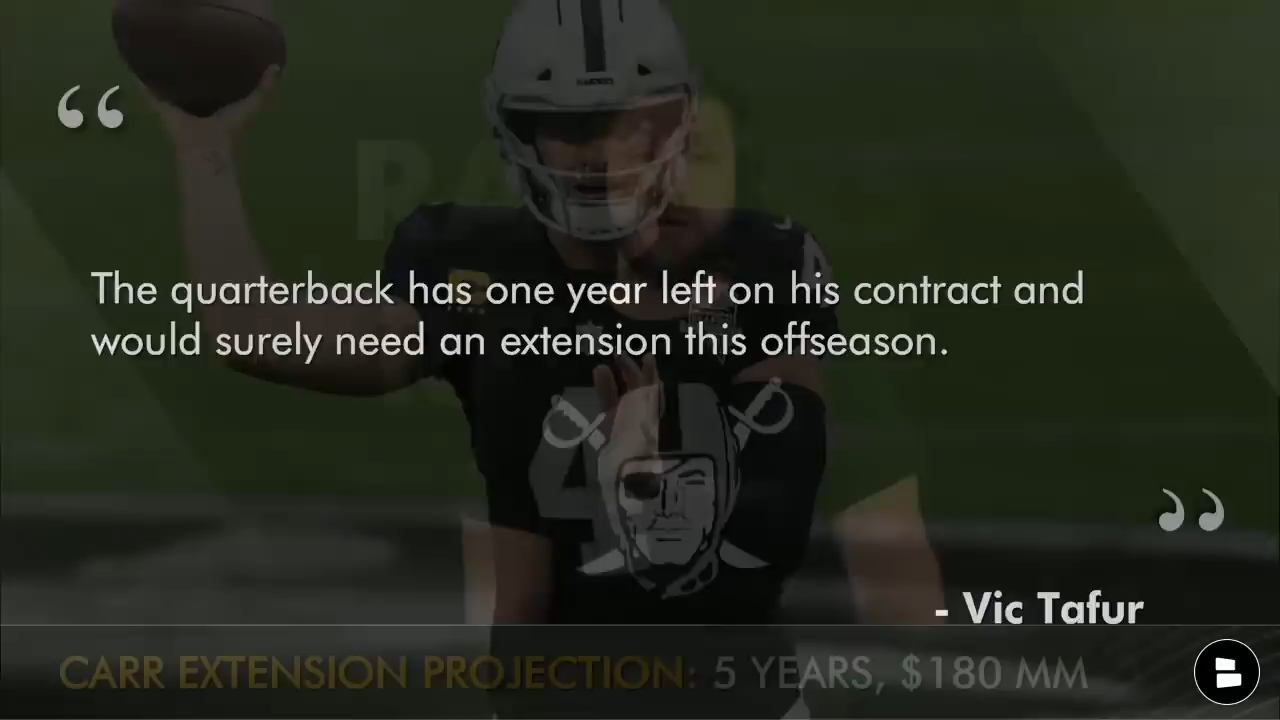 “
The quarterback has one year left on his contract and
would surely need an extension this offseason.
”
- Vic Tafur
CARR EXTENSION PROJECTION: 5 YEARS, $180 MM